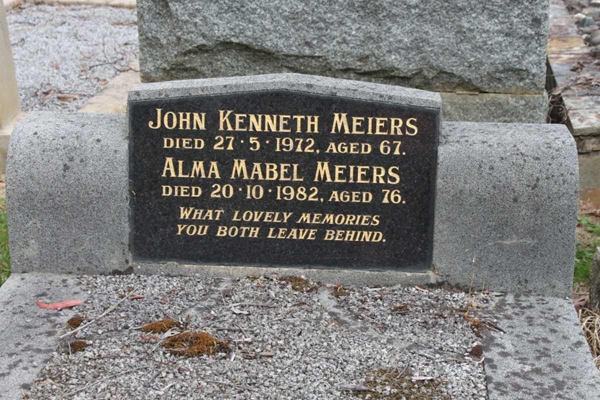 JOHN KENNETH MEIERS
DIED 27·5·1972, AGED 67.
ALMA MABEL MEIERS
DIED 20·10·1982, AGED 76.
WHAT LOVELY MEMORIES
YOU BOTH LEAVE BEHIND.